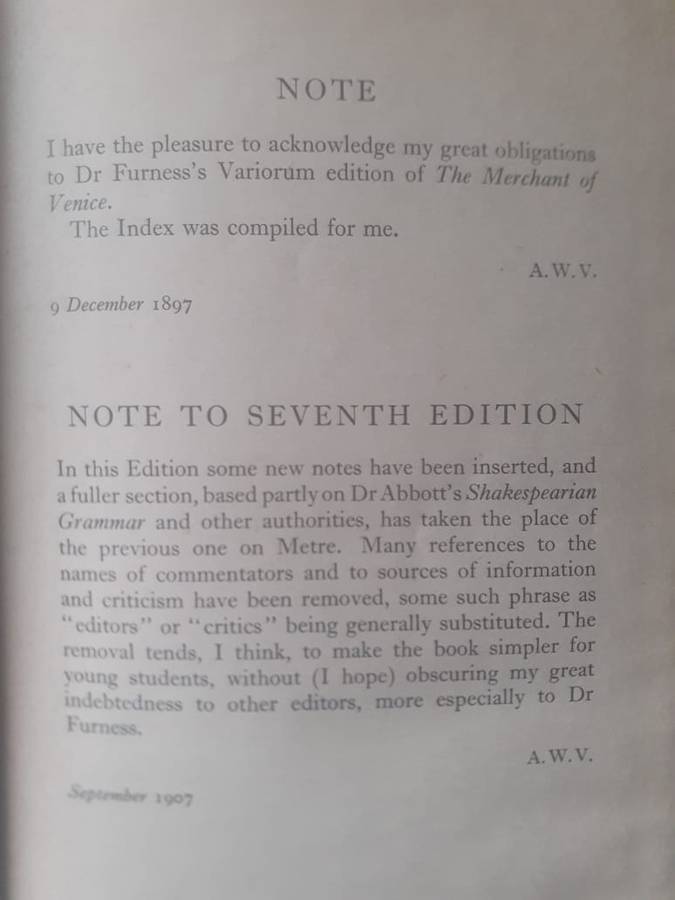 NOTE
I have the pleasure to acknowledge my great obligations
to Dr Furness's Variorum edition of The Merchant of
Venice.
The Index was compiled for me.
A.W.V.
9 December 1897
NOTE TO SEVENTH EDITION
In this Edition some new notes have been inserted, and
a fuller section, based partly on Dr Abbott's Shakespearian
Grammar and other authorities, has taken the place of
the previous one on Metre. Many references to the
names of commentators and to sources of information
and criticism have been removed, some such phrase as
"editors" or "critics" being generally substituted. The
removal tends, I think, to make the book simpler for
young students, without (I hope) obscuring my great
indebtedness to other editors, more especially to Dr
Furness.
A.W.V.
September 1907